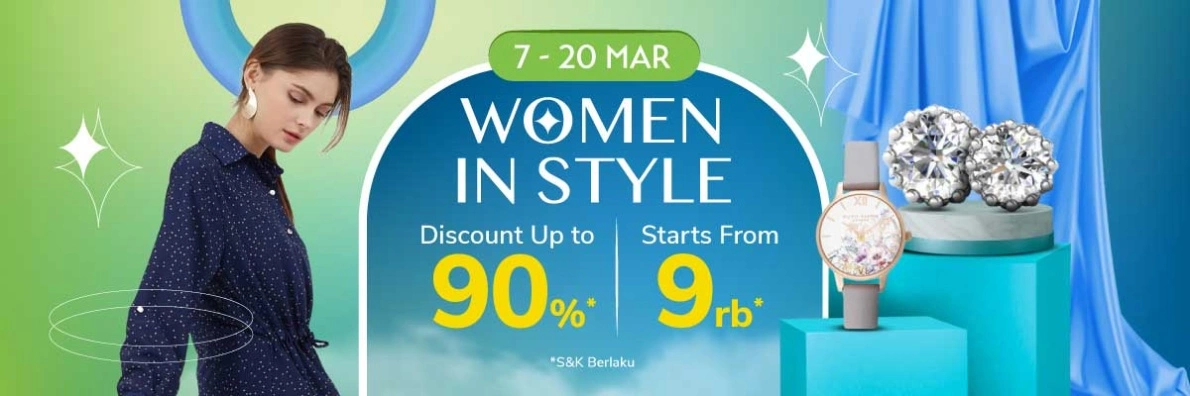 7 - 20 MAR
WOMEN
IN STYLE
Discount Up to
90%*
Starts From
9rb*
*S&K Berlaku